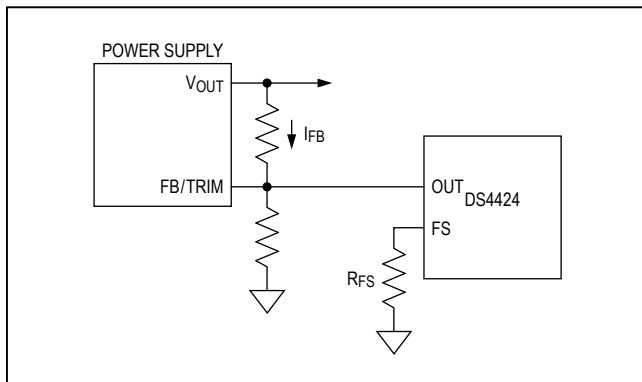 POWER SUPPLY
VOUT
IFB
FB/TRIM
OUT
DS4424
FS
RFS